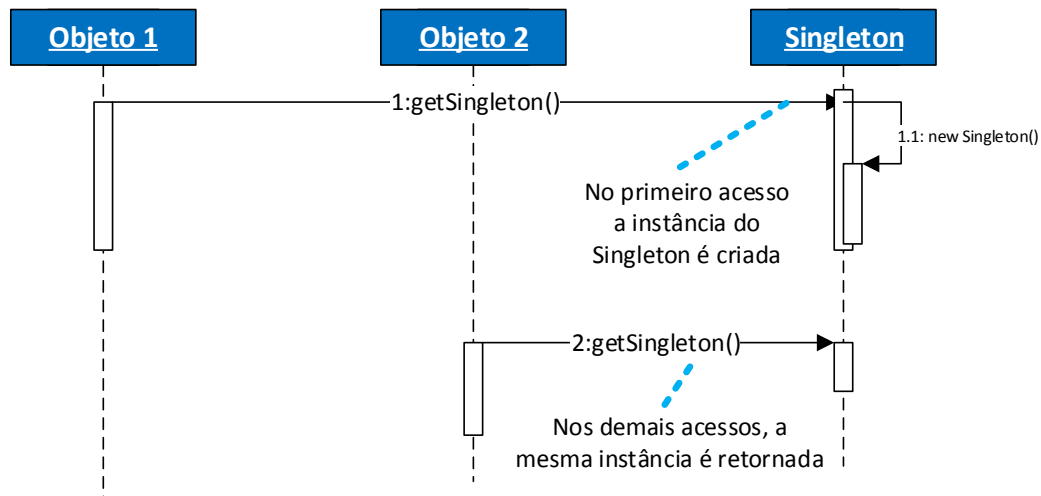 Objeto 1
Objeto 2
Singleton
1:getSingleton()
1.1: new Singleton()
No primeiro acesso
a instância do
Singleton é criada
2:getSingleton()
Nos demais acessos, a
mesma instância é retornada